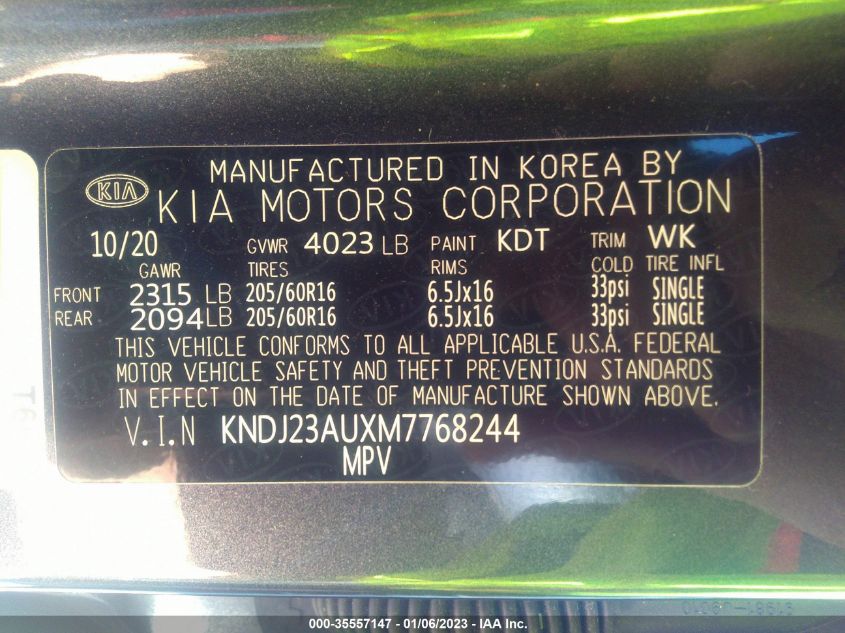 MANUFACTURED IN KOREA BY
KIA KIA MOTORS CORPORATION
10/20 GVWR 4023 LB PAINT KDT TRIM WK
GAWR TIRES RIMS COLD TIRE INFL
FRONT 2315 LB 205/60R16 6.5Jx16 33psi SINGLE
REAR 2094 LB 205/60R16 6.5Jx16 33psi SINGLE
THIS VEHICLE CONFORMS TO ALL APPLICABLE U.S.A. FEDERAL
MOTOR VEHICLE SAFETY AND THEFT PREVENTION STANDARDS
IN EFFECT ON THE DATE OF MANUFACTURE SHOWN ABOVE.
V.I.N KNDJ23AUXM7768244
MPV
000-35557147 - 01/06/2023 - IAA Inc.